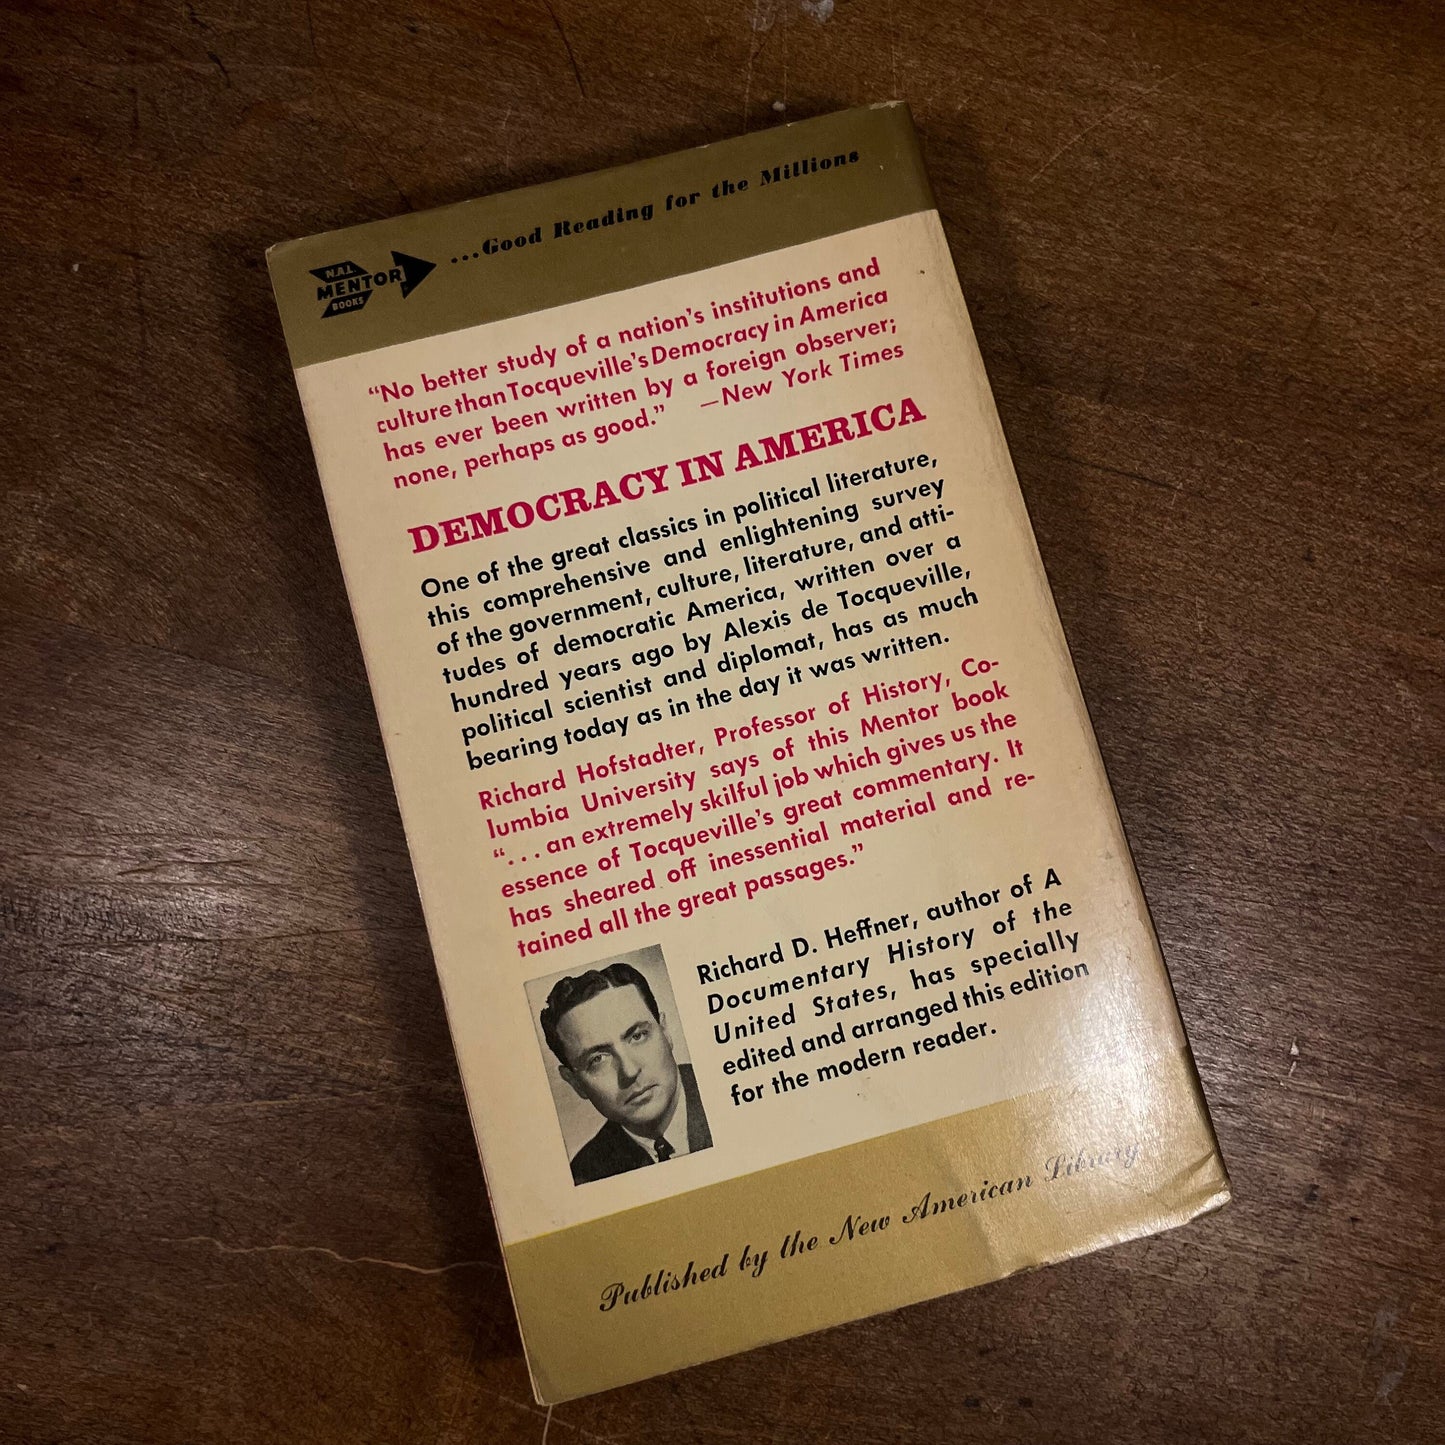 N.A.L.
MENTOR
BOOKS
...Good Reading for the Millions
“No better study of a nation’s institutions and
culture than Tocqueville’s Democracy in America
has ever been written by a foreign observer;
none, perhaps as good.” —New York Times
DEMOCRACY IN AMERICA
One of the great classics in political literature,
this comprehensive and enlightening survey
of the government, culture, literature, and atti-
tudes of democratic America, written over a
hundred years ago by Alexis de Tocqueville,
political scientist and diplomat, has as much
bearing today as in the day it was written.
Richard Hofstadter, Professor of History, Co-
lumbia University says of this Mentor book
“...an extremely skilful job which gives us the
essence of Tocqueville’s great commentary. It
has sheared off inessential material and re-
tained all the great passages.”
Richard D. Heffner, author of A
Documentary History of the
United States, has specially
edited and arranged this edition
for the modern reader.
Published by the New American Library